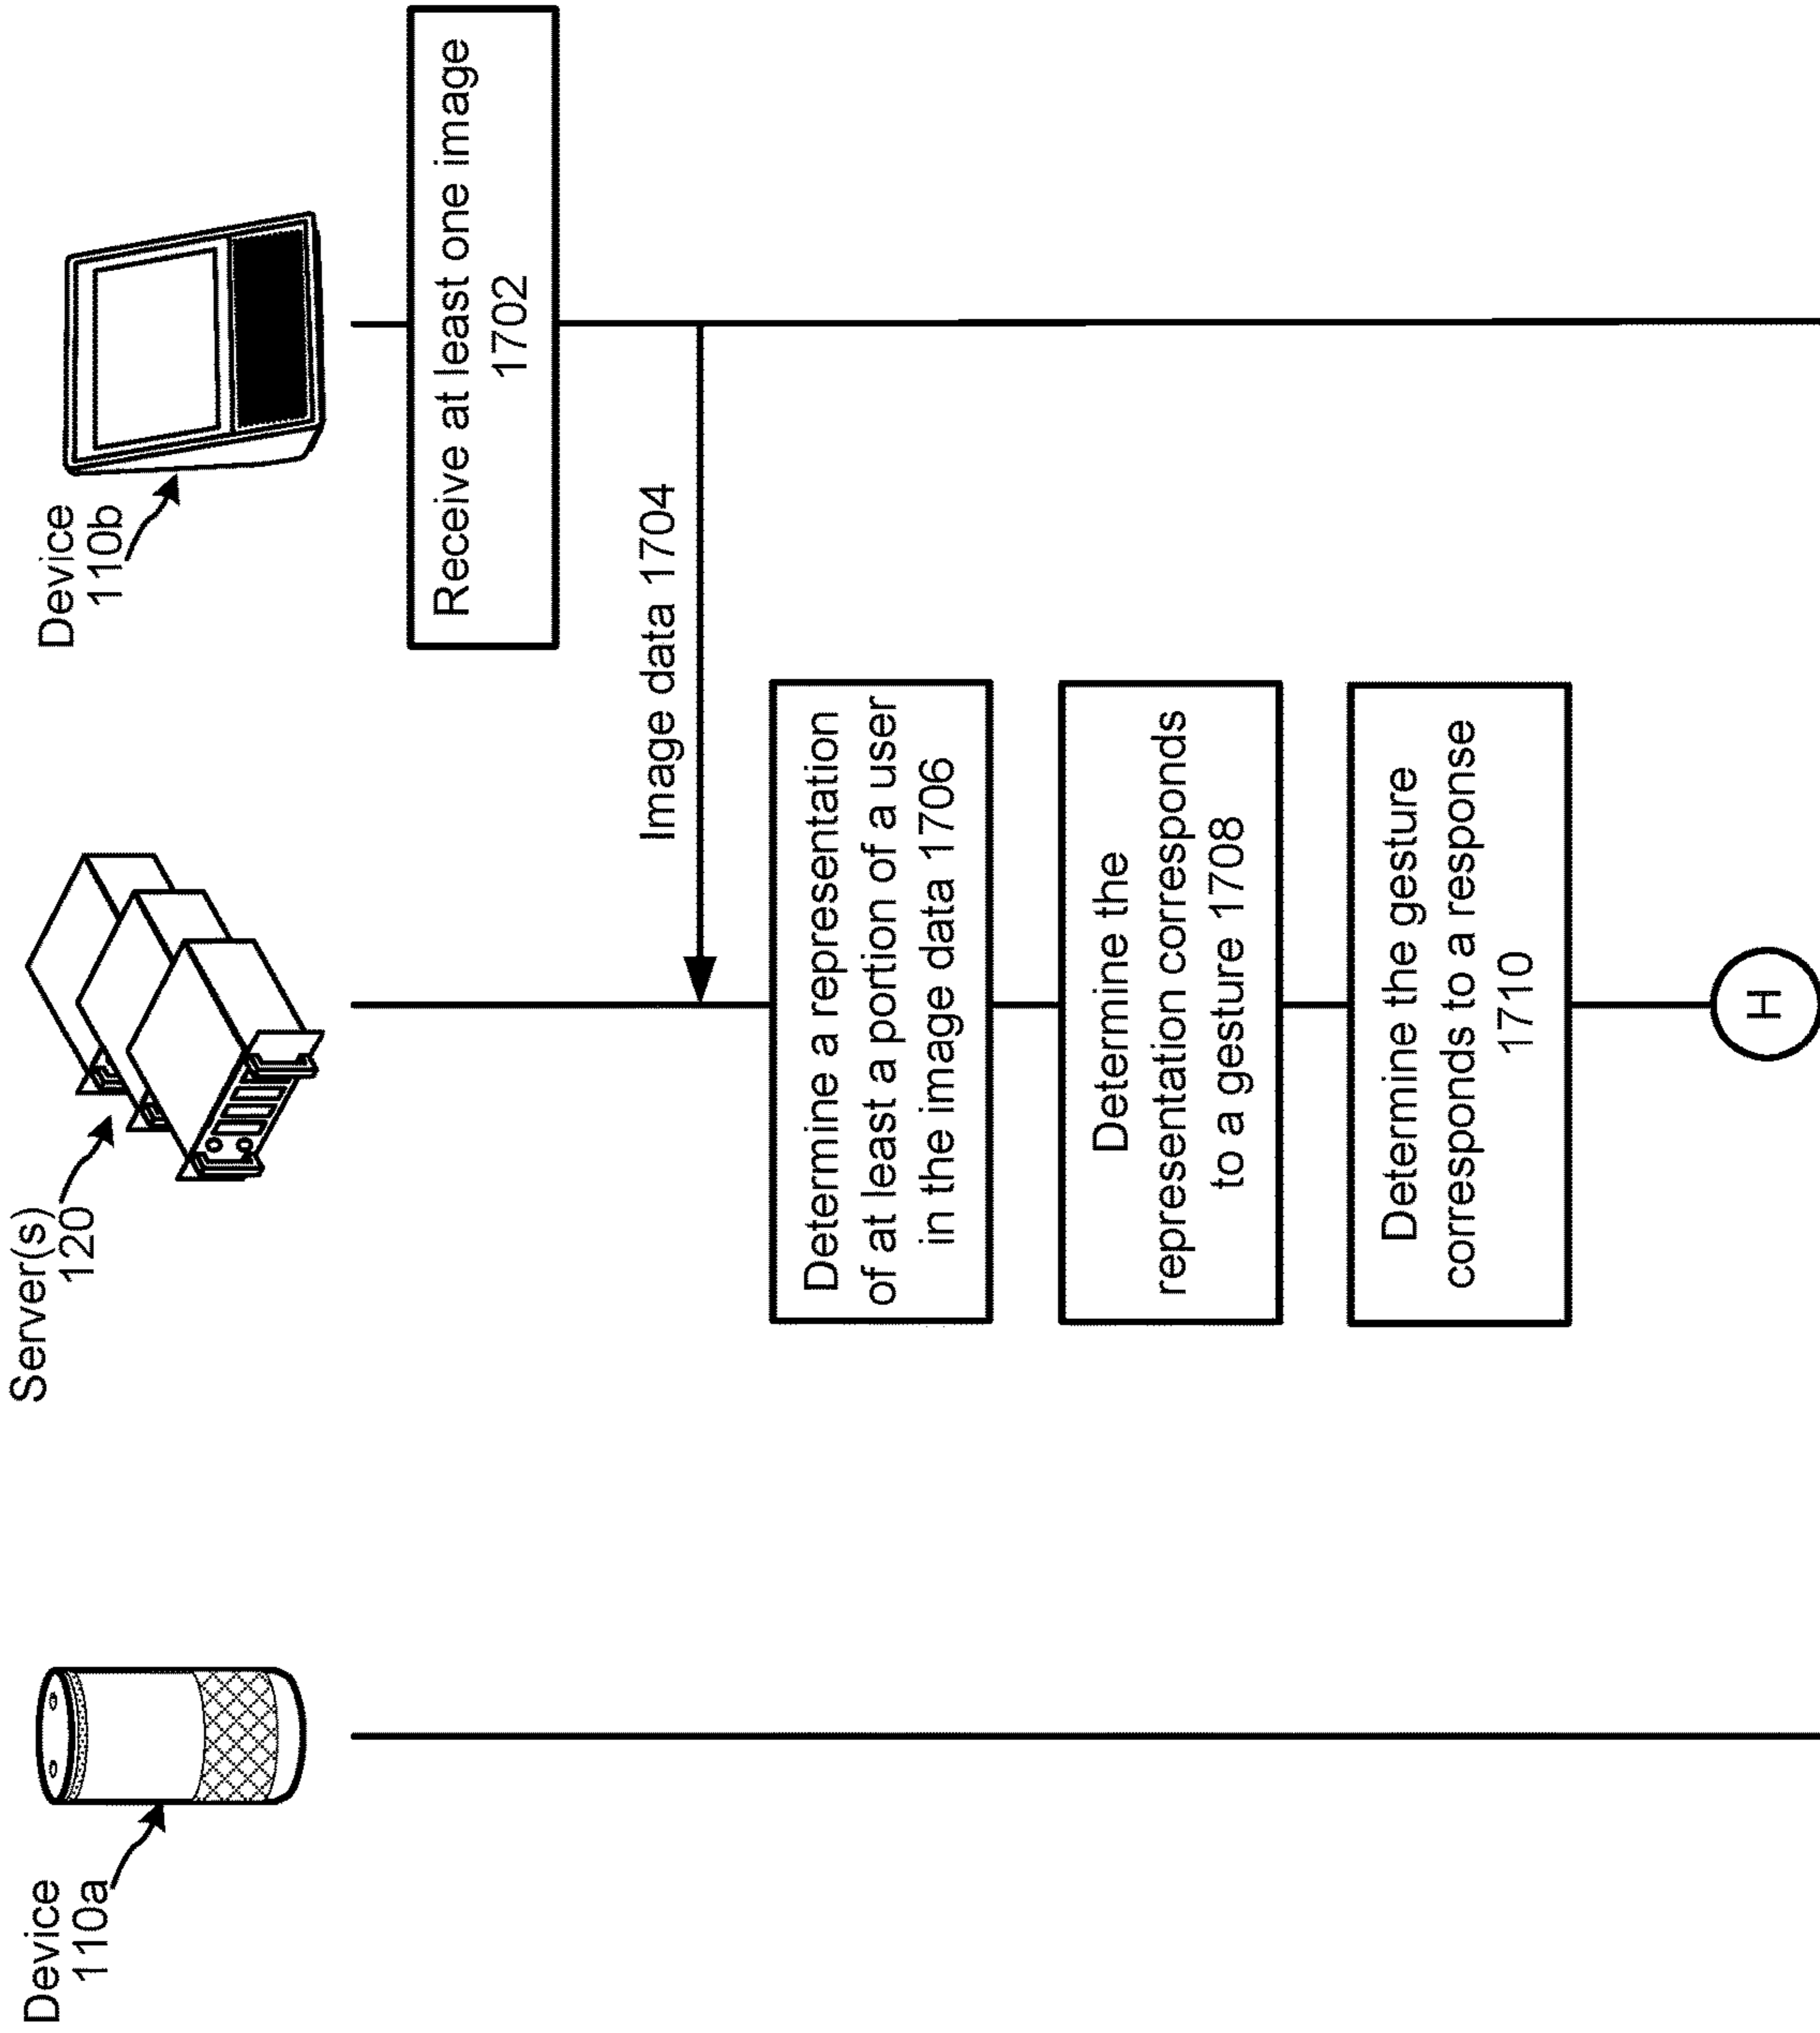 Device
110a
Server(s)
120
Device
110b
Receive at least one image
1702
Image data 1704
Determine a representation
of at least a portion of a user
in the image data 1706
Determine the
representation corresponds
to a gesture 1708
Determine the gesture
corresponds to a response
1710
H